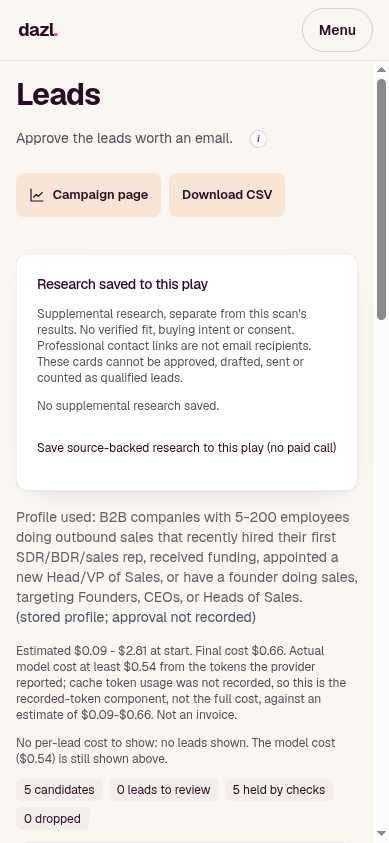 dazl.
Menu
Leads
Approve the leads worth an email.
i
Campaign page
Download CSV
Research saved to this play
Supplemental research, separate from this scan's
results. No verified fit, buying intent or consent.
Professional contact links are not email recipients.
These cards cannot be approved, drafted, sent or
counted as qualified leads.
No supplemental research saved.
Save source-backed research to this play (no paid call)
Profile used: B2B companies with 5-200 employees
doing outbound sales that recently hired their first
SDR/BDR/sales rep, received funding, appointed a
new Head/VP of Sales, or have a founder doing sales,
targeting Founders, CEOs, or Heads of Sales.
(stored profile; approval not recorded)
Estimated $0.09 - $2.81 at start. Final cost $0.66. Actual
model cost at least $0.54 from the tokens the provider
reported; cache token usage was not recorded, so this is the
recorded-token component, not the full cost, against an
estimate of $0.09-$0.66. Not an invoice.
No per-lead cost to show: no leads shown. The model cost
($0.54) is still shown above.
5 candidates
0 leads to review
5 held by checks
0 dropped